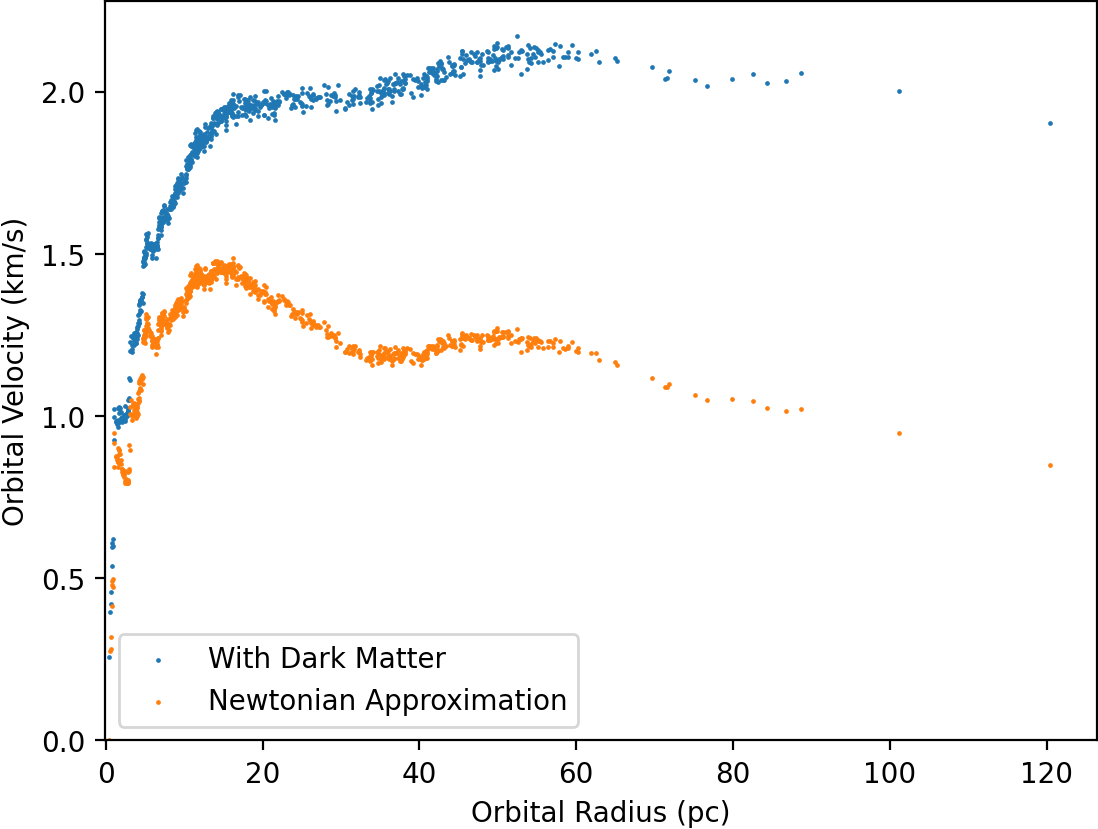 Orbital Velocity (km/s)
2.0
1.5
1.0
0.5
0.0
With Dark Matter
Newtonian Approximation
0 20 40 60 80 100 120
Orbital Radius (pc)